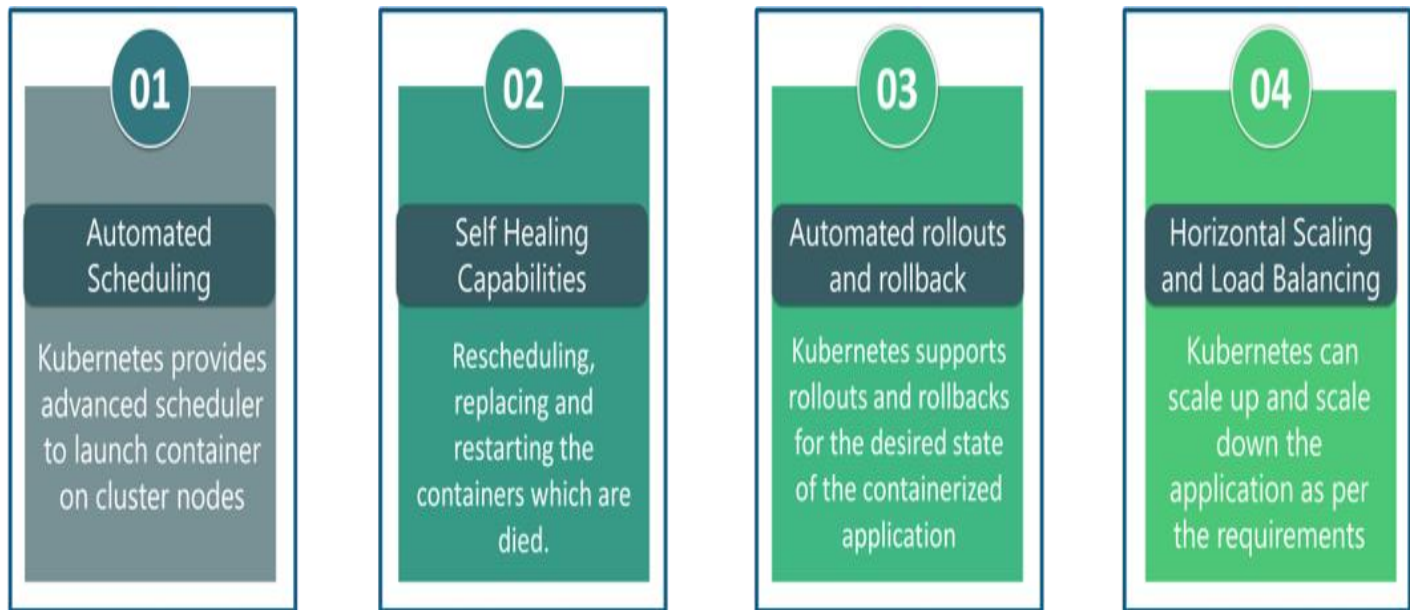 01
Automated
Scheduling
Kubernetes provides
advanced scheduler
to launch container
on cluster nodes
02
Self Healing
Capabilities
Rescheduling,
replacing and
restarting the
containers which are
died.
03
Automated rollouts
and rollback
Kubernetes supports
rollouts and rollbacks
for the desired state
of the containerized
application
04
Horizontal Scaling
and Load Balancing
Kubernetes can
scale up and scale
down the
application as per
the requirements